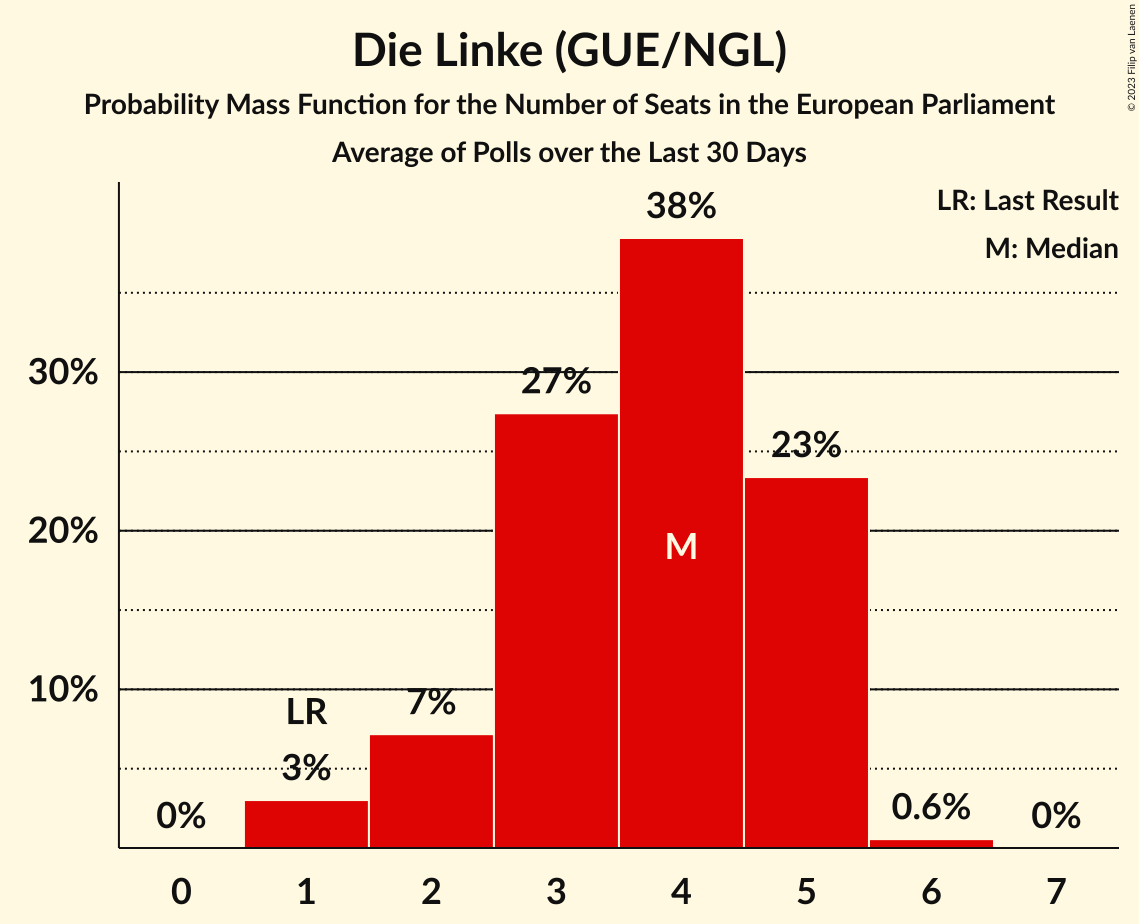 Die Linke (GUE/NGL)
Probability Mass Function for the Number of Seats in the European Parliament
Average of Polls over the Last 30 Days
© 2023 Filip van Laenen
LR: Last Result
M: Median
38%
30%
27%
23%
20%
M
10%
LR
7%
3%
0%
0.6%
0%
0 1 2 3 4 5 6 7